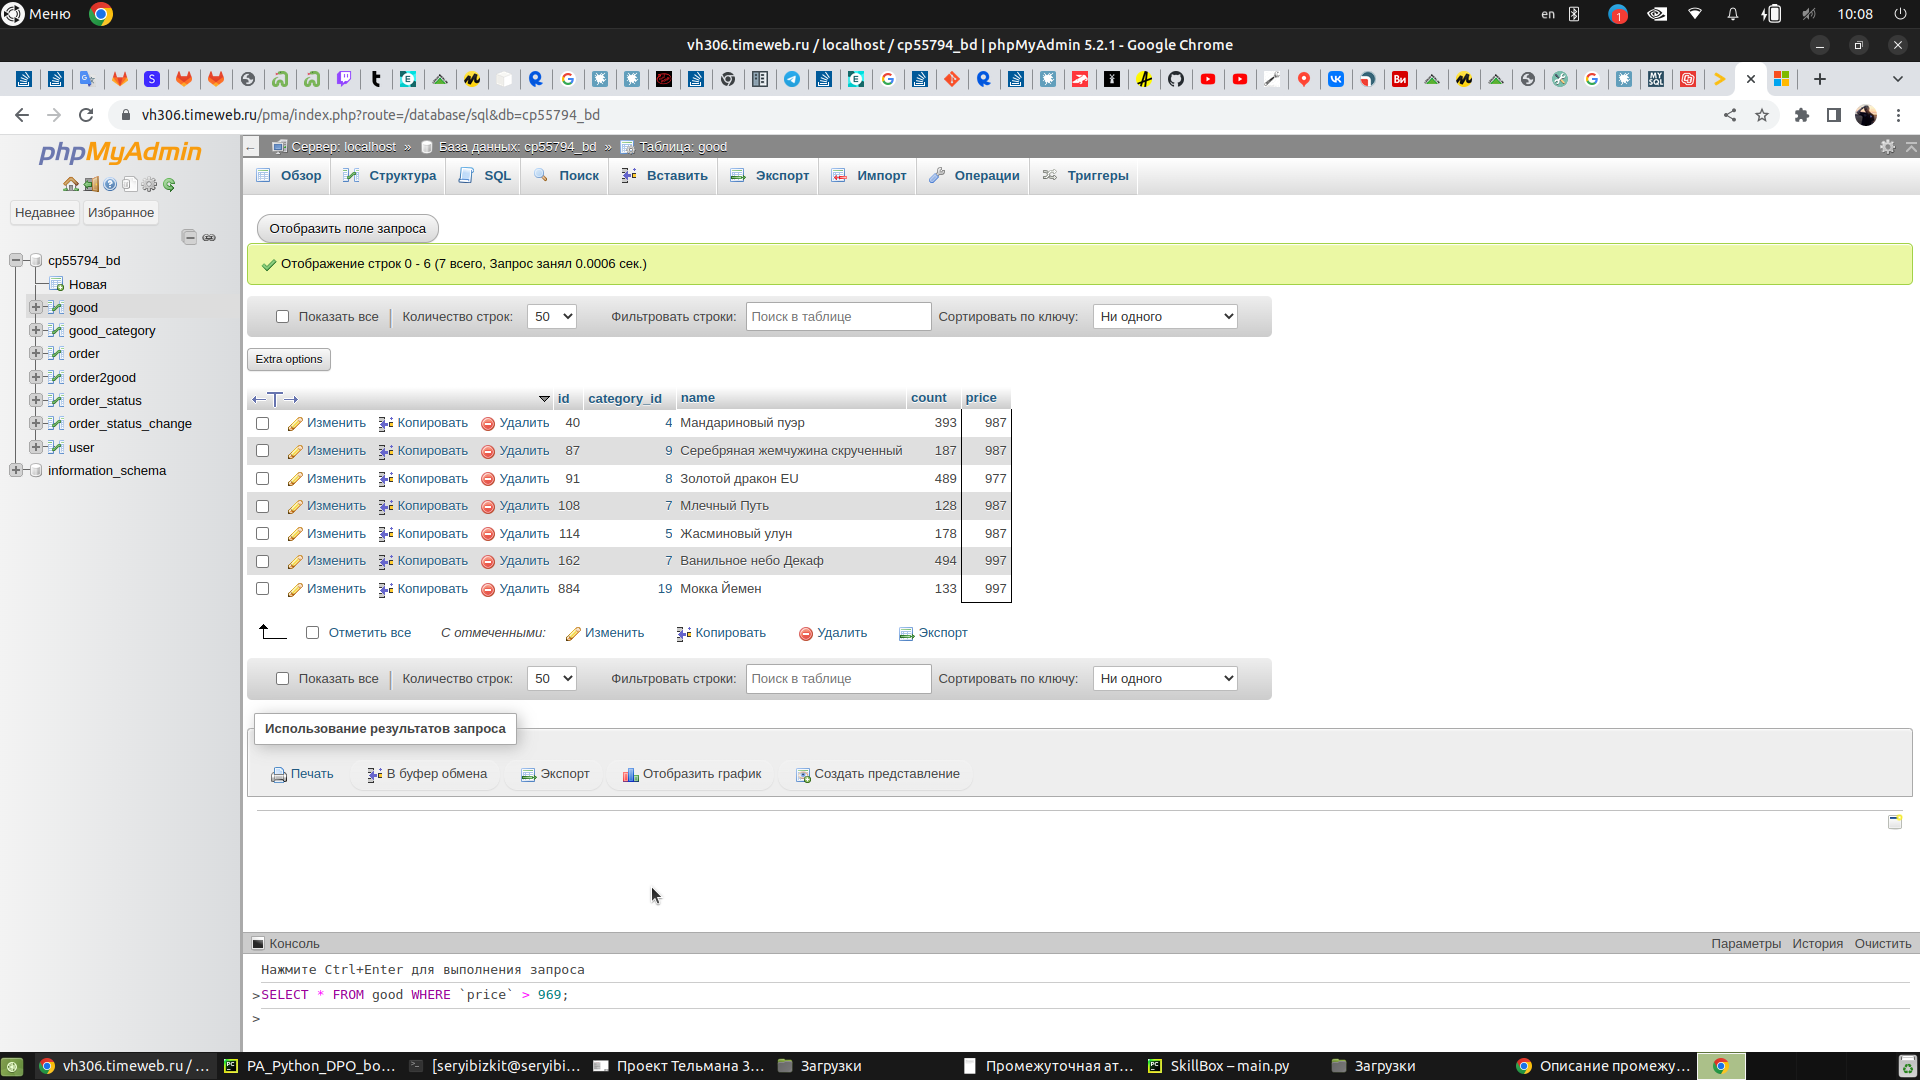 Меню
en
1
10:08
vh306.timeweb.ru / localhost / cp55794_bd | phpMyAdmin 5.2.1 - Google Chrome
vh306.timeweb.ru/pma/index.php?route=/database/sql&db=cp55794_bd
phpMyAdmin
Недавнее Избранное
cp55794_bd
Новая
good
good_category
order
order2good
order_status
order_status_change
user
information_schema
Сервер: localhost » База данных: cp55794_bd » Таблица: good
Обзор Структура SQL Поиск Вставить Экспорт Импорт Операции Триггеры
Отобразить поле запроса
Отображение строк 0 - 6 (7 всего, Запрос занял 0.0006 сек.)
Показать все Количество строк: 50 Фильтровать строки: Поиск в таблице Сортировать по ключу: Ни одного
Extra options
←T→ id category_id name count price
Изменить Копировать Удалить 40 4 Мандариновый пуэр 393 987
Изменить Копировать Удалить 87 9 Серебряная жемчужина скрученный 187 987
Изменить Копировать Удалить 91 8 Золотой дракон EU 489 977
Изменить Копировать Удалить 108 7 Млечный Путь 128 987
Изменить Копировать Удалить 114 5 Жасминовый улун 178 987
Изменить Копировать Удалить 162 7 Ванильное небо Декаф 494 997
Изменить Копировать Удалить 884 19 Мокка Йемен 133 997
Отметить все С отмеченными: Изменить Копировать Удалить Экспорт
Показать все Количество строк: 50 Фильтровать строки: Поиск в таблице Сортировать по ключу: Ни одного
Использование результатов запроса
Печать В буфер обмена Экспорт Отобразить график Создать представление
Консоль Параметры История Очистить
Нажмите Ctrl+Enter для выполнения запроса
>SELECT * FROM good WHERE `price` > 969;
>
vh306.timeweb.ru / ... PA_Python_DPO_bo... [seryibizkit@seryibi... Проект Тельмана 3... Загрузки Промежуточная ат... SkillBox – main.py Загрузки Описание промежу...